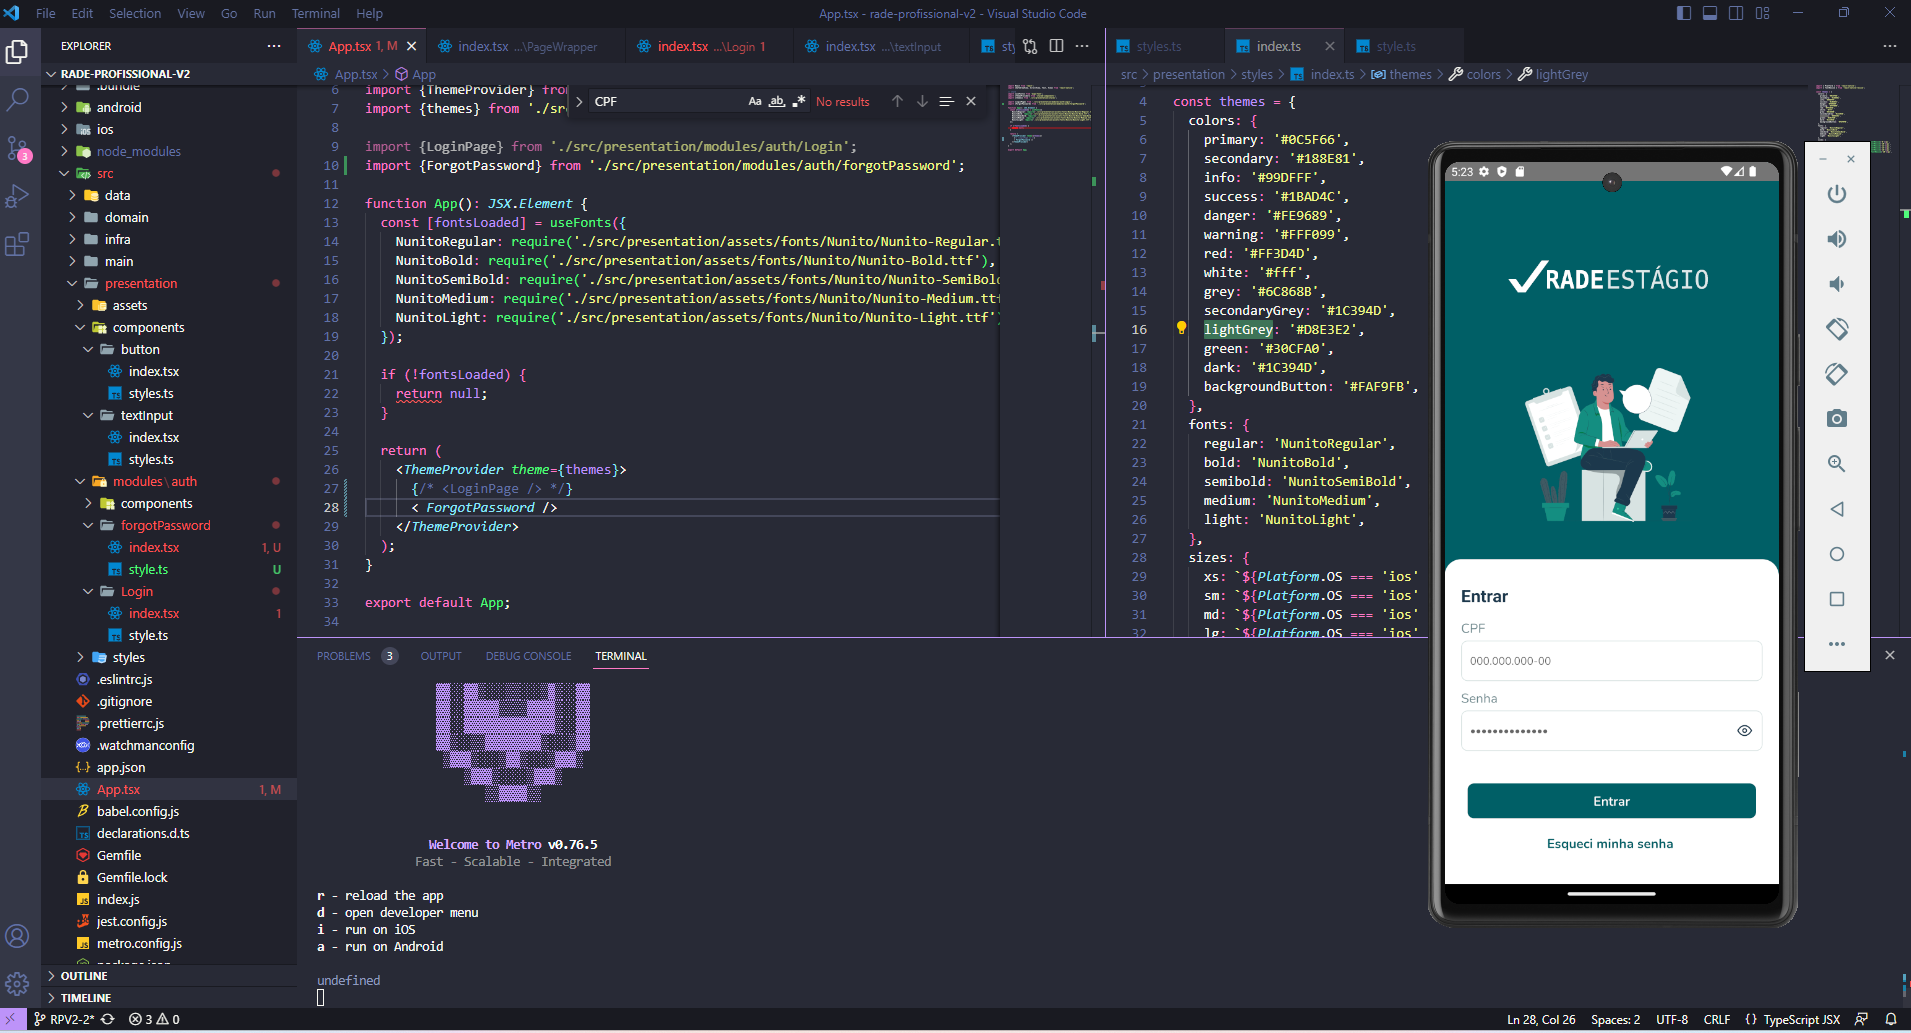 File Edit Selection View Go Run Terminal Help
App.tsx - rade-profissional-v2 - Visual Studio Code
EXPLORER
RADE-PROFISSIONAL-V2
.bundle
android
ios
node_modules
src
data
domain
infra
main
presentation
assets
components
button
index.tsx
styles.ts
textInput
index.tsx
styles.ts
modules \ auth
components
forgotPassword
index.tsx 1, U
style.ts U
Login
index.tsx 1
style.ts
styles
.eslintrc.js
.gitignore
.prettierrc.js
.watchmanconfig
app.json
App.tsx 1, M
babel.config.js
declarations.d.ts
Gemfile
Gemfile.lock
index.js
jest.config.js
metro.config.js
package.json
OUTLINE
TIMELINE
App.tsx 1, M index.tsx ...\PageWrapper index.tsx ...\Login 1 index.tsx ...\textInput
App.tsx > App
CPF Aa ab No results
6 import {ThemeProvider} fro
7 import {themes} from './sr
8
9 import {LoginPage} from './src/presentation/modules/auth/Login';
10 import {ForgotPassword} from './src/presentation/modules/auth/forgotPassword';
11
12 function App(): JSX.Element {
13 const [fontsLoaded] = useFonts({
14 NunitoRegular: require('./src/presentation/assets/fonts/Nunito/Nunito-Regular.t
15 NunitoBold: require('./src/presentation/assets/fonts/Nunito/Nunito-Bold.ttf'),
16 NunitoSemiBold: require('./src/presentation/assets/fonts/Nunito/Nunito-SemiBold
17 NunitoMedium: require('./src/presentation/assets/fonts/Nunito/Nunito-Medium.ttf
18 NunitoLight: require('./src/presentation/assets/fonts/Nunito/Nunito-Light.ttf')
19 });
20
21 if (!fontsLoaded) {
22 return null;
23 }
24
25 return (
26 <ThemeProvider theme={themes}>
27 {/* <LoginPage /> */}
28 < ForgotPassword />
29 </ThemeProvider>
30 );
31 }
32
33 export default App;
34
styles.ts index.ts style.ts
src > presentation > styles > index.ts > themes > colors > lightGrey
4 const themes = {
5 colors: {
6 primary: '#0C5F66',
7 secondary: '#188E81',
8 info: '#99DFFF',
9 success: '#1BAD4C',
10 danger: '#FE9689',
11 warning: '#FFF099',
12 red: '#FF3D4D',
13 white: '#fff',
14 grey: '#6C868B',
15 secondaryGrey: '#1C394D',
16 lightGrey: '#D8E3E2',
17 green: '#30CFA0',
18 dark: '#1C394D',
19 backgroundButton: '#FAF9FB',
20 },
21 fonts: {
22 regular: 'NunitoRegular',
23 bold: 'NunitoBold',
24 semibold: 'NunitoSemiBold',
25 medium: 'NunitoMedium',
26 light: 'NunitoLight',
27 },
28 sizes: {
29 xs: `${Platform.OS === 'ios'
30 sm: `${Platform.OS === 'ios'
31 md: `${Platform.OS === 'ios'
32 lg: `${Platform.OS === 'ios'
PROBLEMS 3 OUTPUT DEBUG CONSOLE TERMINAL
Welcome to Metro v0.76.5
Fast - Scalable - Integrated
r - reload the app
d - open developer menu
i - run on iOS
a - run on Android
undefined
5:23
RADEESTÁGIO
Entrar
CPF
000.000.000-00
Senha
Entrar
Esqueci minha senha
3
RPV2-2* 3 0
Ln 28, Col 26 Spaces: 2 UTF-8 CRLF {} TypeScript JSX